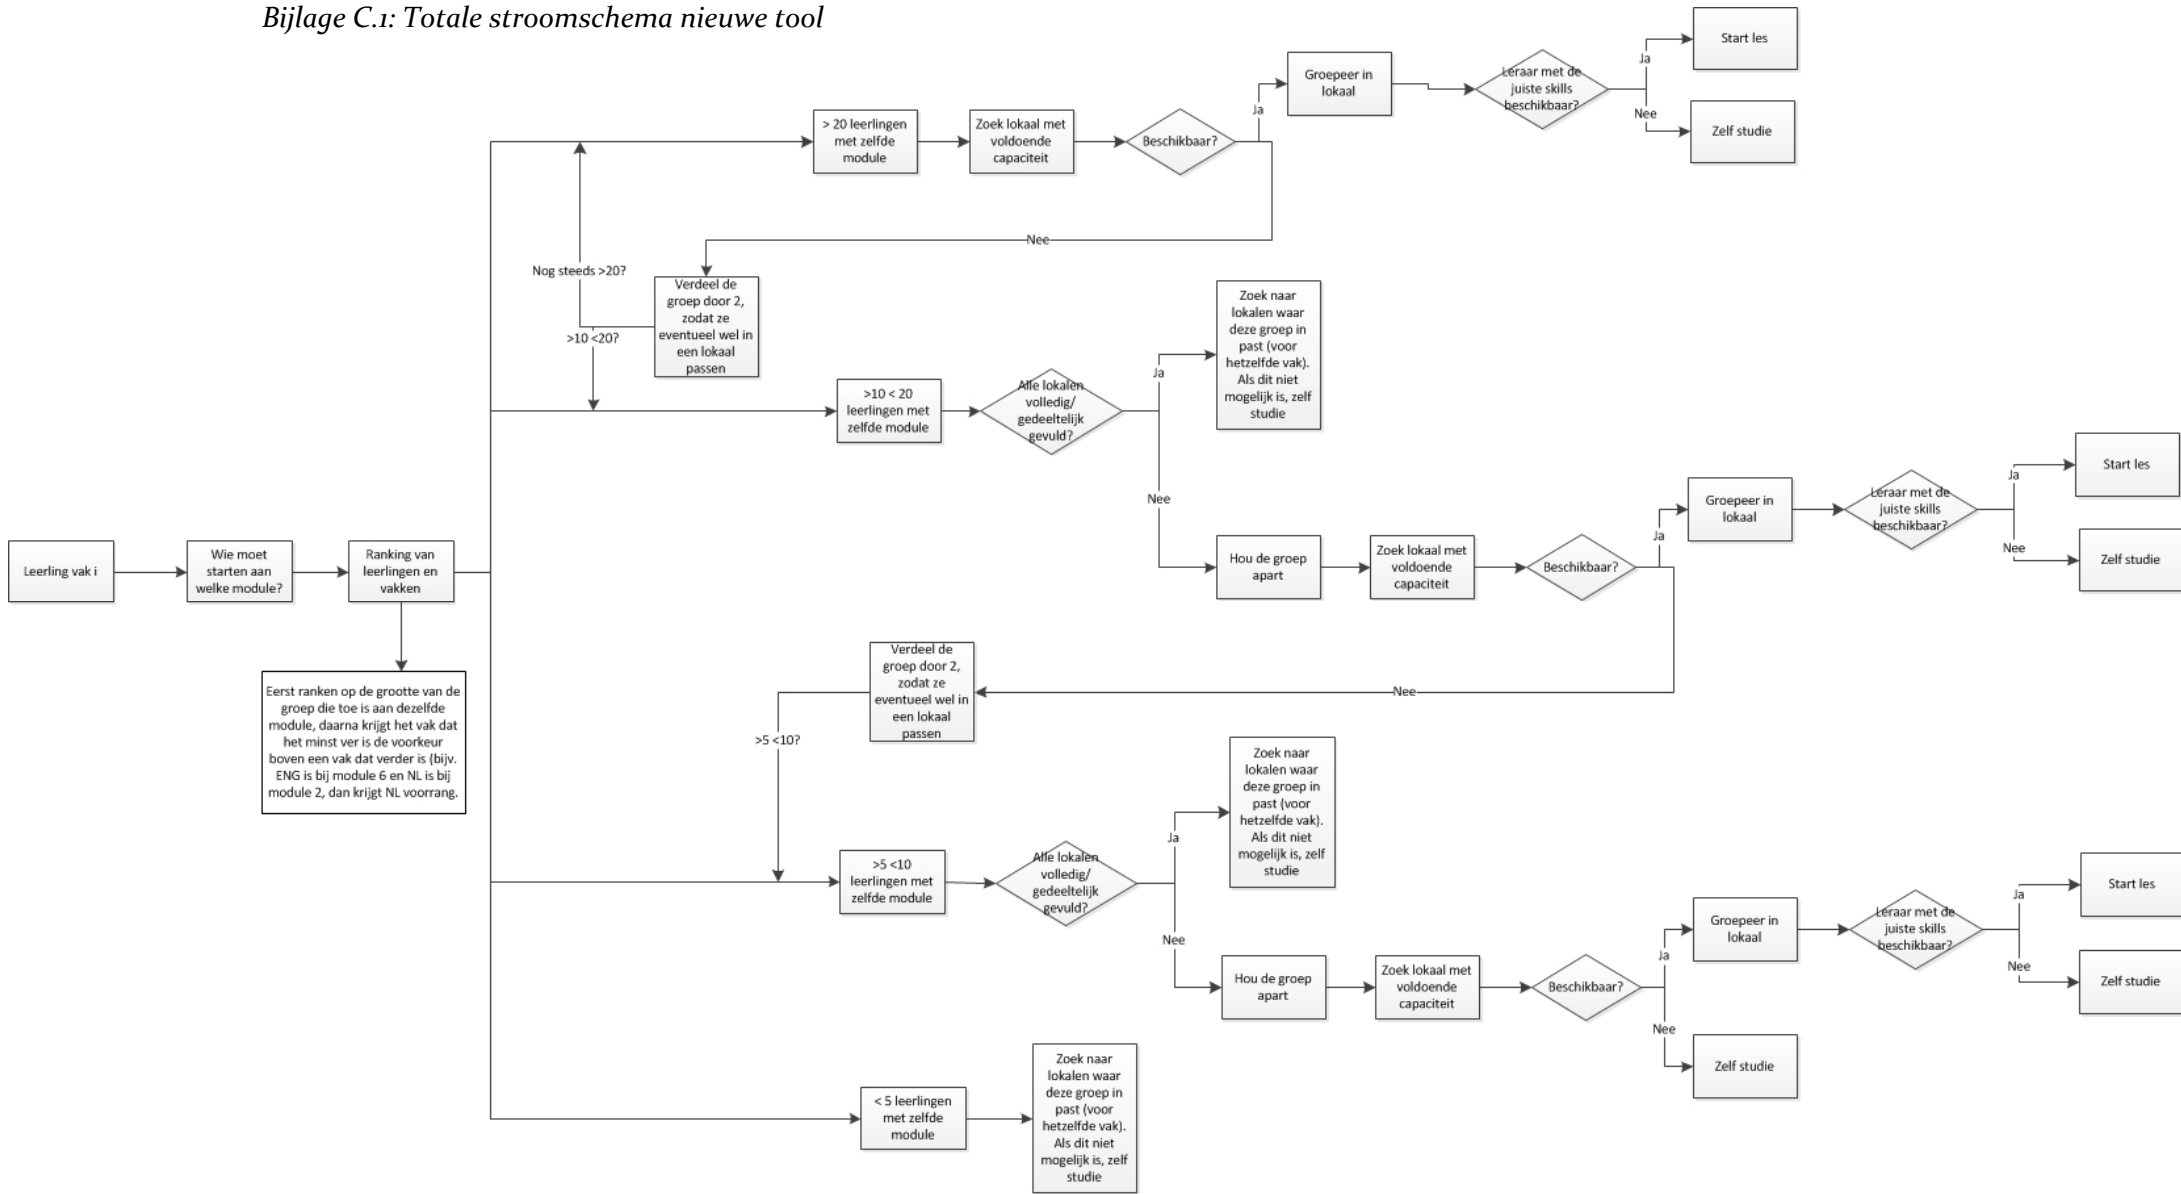 Bijlage C.1: Totale stroomschema nieuwe tool
Start les
Ja
Groepeer in
lokaal
Leraar met de
juiste skills
beschikbaar?
Nee
Zelf studie
> 20 leerlingen
met zelfde
module
Zoek lokaal met
voldoende
capaciteit
Beschikbaar?
Ja
Nee
Nog steeds >20?
Verdeel de
groep door 2,
zodat ze
eventueel wel in
een lokaal
passen
>10 <20?
Zoek naar
lokalen waar
deze groep in
past (voor
hetzelfde vak).
Als dit niet
mogelijk is, zelf
studie
Ja
>10 < 20
leerlingen met
zelfde module
Alle lokalen
volledig/
gedeeltelijk
gevuld?
Nee
Hou de groep
apart
Zoek lokaal met
voldoende
capaciteit
Beschikbaar?
Ja
Groepeer in
lokaal
Leraar met de
juiste skills
beschikbaar?
Ja
Start les
Nee
Zelf studie
Leerling vak i
Wie moet
starten aan
welke module?
Ranking van
leerlingen en
vakken
Eerst ranken op de grootte van de
groep die toe is aan dezelfde
module, daarna krijgt het vak dat
het minst ver is de voorkeur
boven een vak dat verder is (bijv.
ENG is bij module 6 en NL is bij
module 2, dan krijgt NL voorrang.
Nee
Verdeel de
groep door 2,
zodat ze
eventueel wel in
een lokaal
passen
>5 <10?
Zoek naar
lokalen waar
deze groep in
past (voor
hetzelfde vak).
Als dit niet
mogelijk is, zelf
studie
Ja
>5 <10
leerlingen met
zelfde module
Alle lokalen
volledig/
gedeeltelijk
gevuld?
Nee
Hou de groep
apart
Zoek lokaal met
voldoende
capaciteit
Beschikbaar?
Ja
Groepeer in
lokaal
Leraar met de
juiste skills
beschikbaar?
Ja
Start les
Nee
Zelf studie
Nee
Zelf studie
< 5 leerlingen
met zelfde
module
Zoek naar
lokalen waar
deze groep in
past (voor
hetzelfde vak).
Als dit niet
mogelijk is, zelf
studie